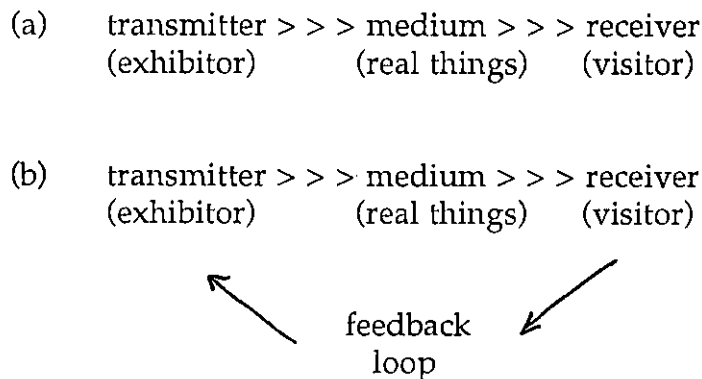 (a) transmitter > > > medium > > > receiver
(exhibitor) (real things) (visitor)
(b) transmitter > > > medium > > > receiver
(exhibitor) (real things) (visitor)
feedback
loop